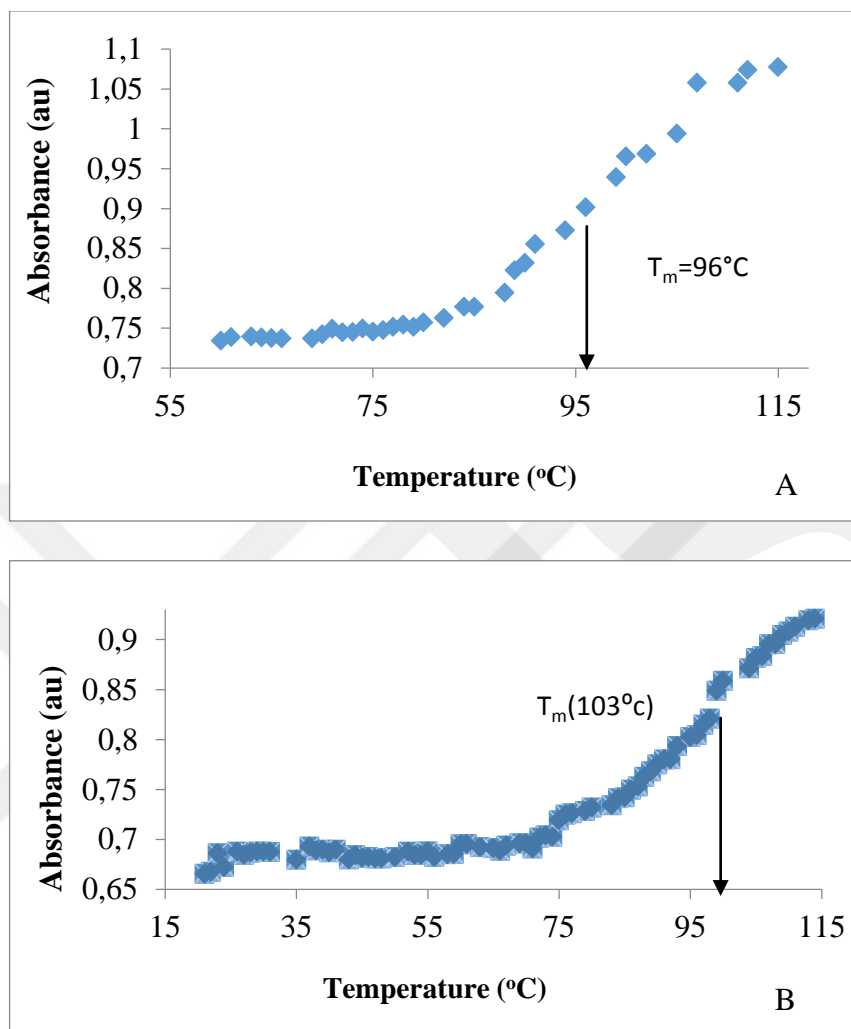 1,1
1,05
1
0,95
0,9
0,85
0,8
0,75
0,7
Absorbance (au)
Tm=96°C
55 75 95 115
Temperature (ºC)
A
0,9
0,85
0,8
0,75
0,7
0,65
Absorbance (au)
Tm(103⁰c)
15 35 55 75 95 115
Temperature (ºC)
B